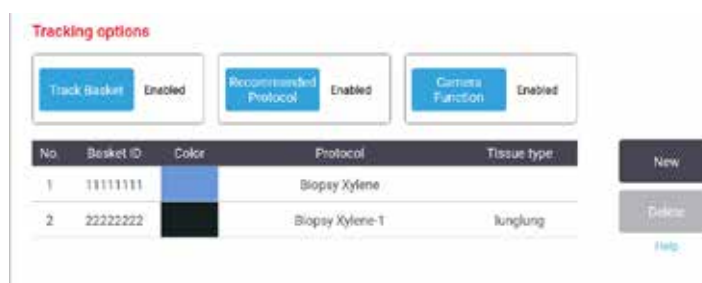 Tracking options
Track Basket Enabled Recommended Protocol Enabled Camera Function Enabled
No. Basket ID Color Protocol Tissue type
1 11111111 Biopsy Xylene
2 22222222 Biopsy Xylene-1 lunglung
New
Delete
Help